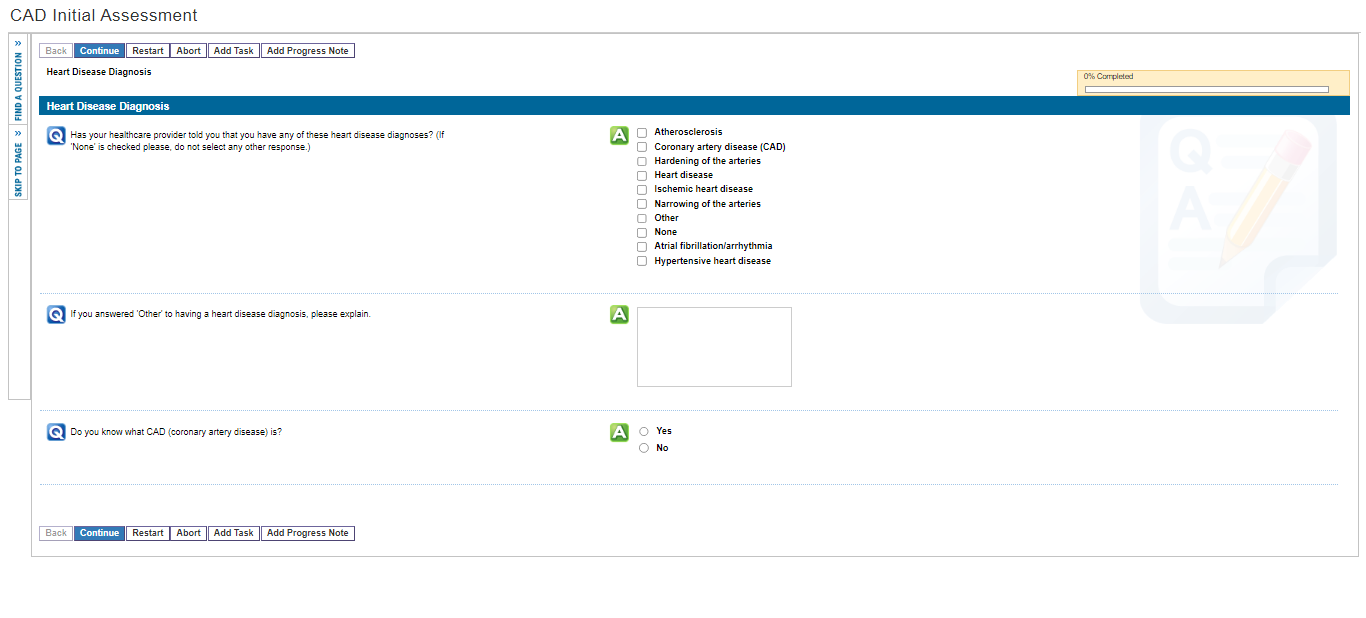 CAD Initial Assessment
» FIND A QUESTION
» SKIP TO PAGE
Back Continue Restart Abort Add Task Add Progress Note
Heart Disease Diagnosis
0% Completed
Heart Disease Diagnosis
Q Has your healthcare provider told you that you have any of these heart disease diagnoses? (If
'None' is checked please, do not select any other response.)
A
Atherosclerosis
Coronary artery disease (CAD)
Hardening of the arteries
Heart disease
Ischemic heart disease
Narrowing of the arteries
Other
None
Atrial fibrillation/arrhythmia
Hypertensive heart disease
Q
A
Q If you answered 'Other' to having a heart disease diagnosis, please explain.
A
Q Do you know what CAD (coronary artery disease) is?
A Yes
No
Back Continue Restart Abort Add Task Add Progress Note